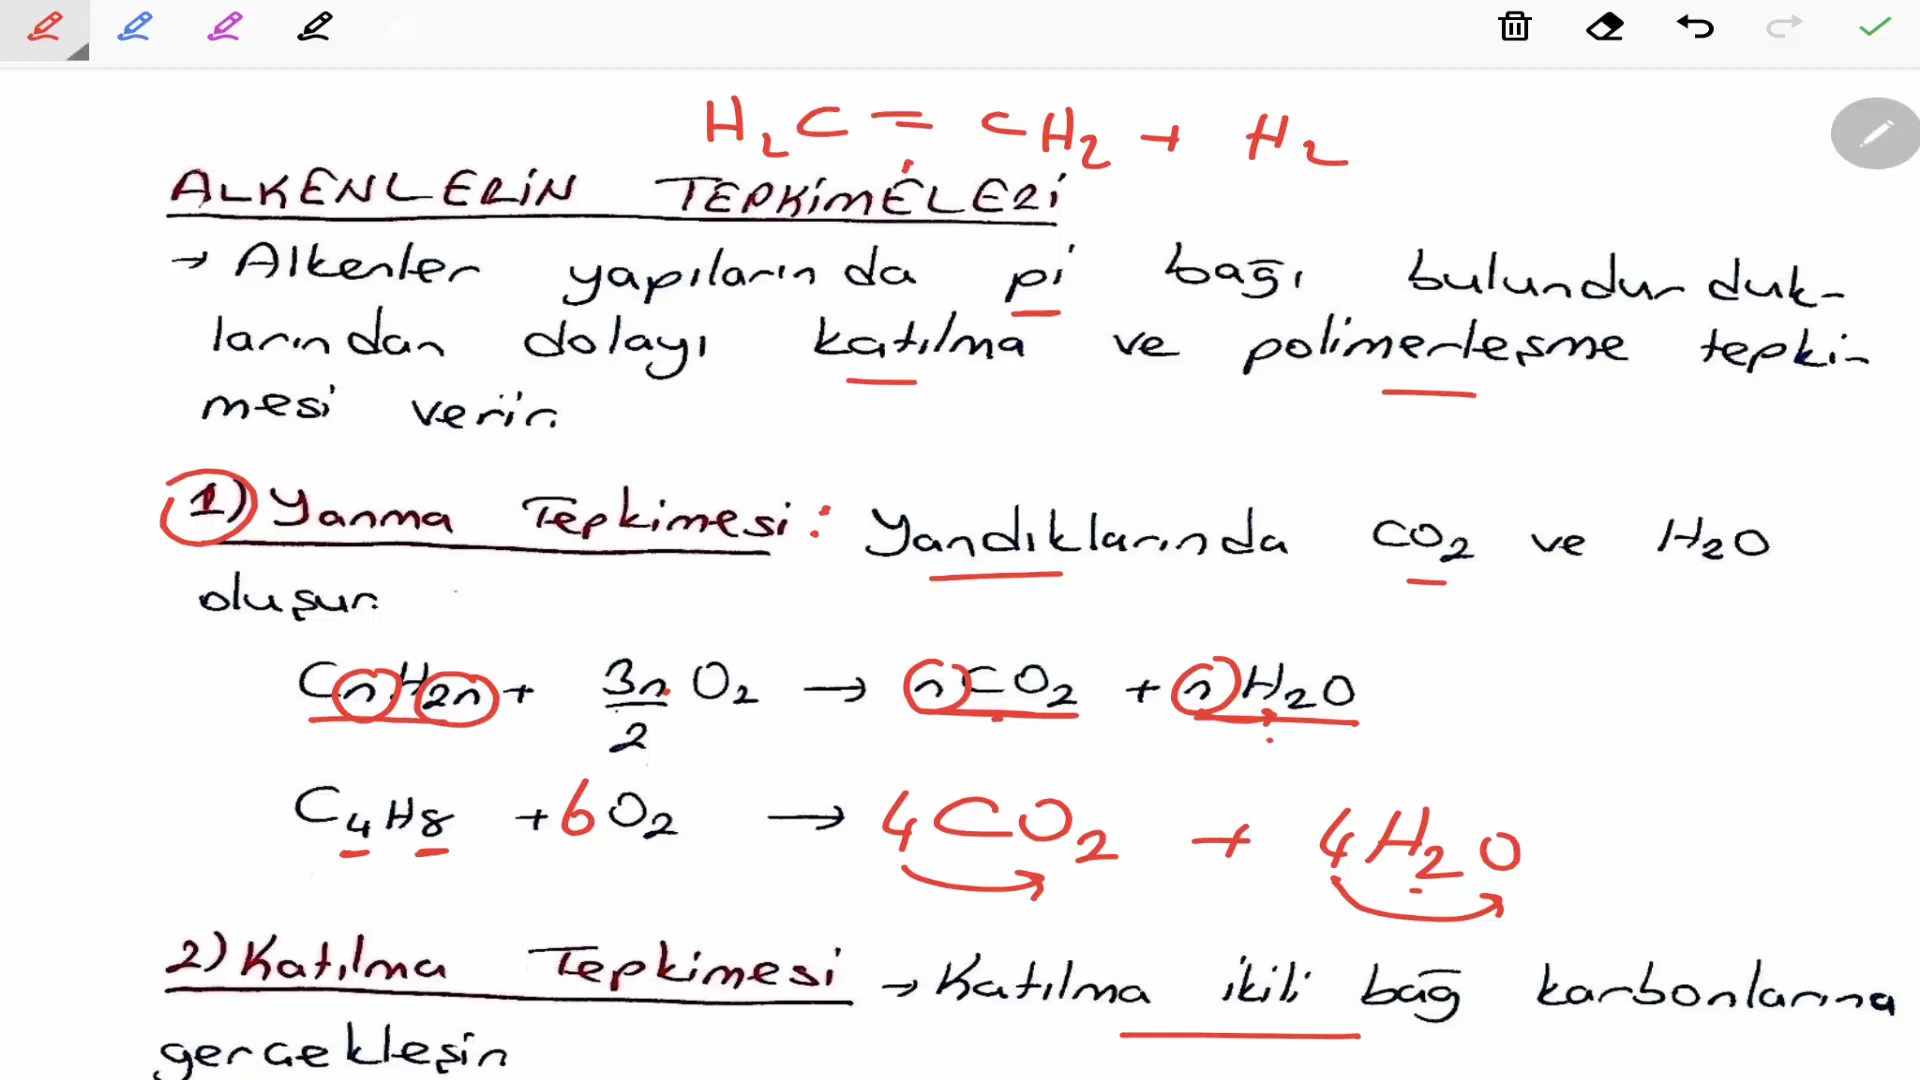 H₂C = CH₂ + H₂
ALKENLERİN TEPKİMELERİ
→ Alkenler yapılarında pi bağı bulunduruk-
larından dolayı katılma ve polimerleşme tepki-
mesi verir.
1) Yanma Tepkimesi: Yandıklarında CO₂ ve H₂O
oluşur.
CnH2n + 3n/2 O₂ → nCO₂ + nH₂O
C₄H₈ + 6O₂ → 4CO₂ + 4H₂O
2) Katılma Tepkimesi → Katılma ikili bağ karbonlarına
gerçekleşir